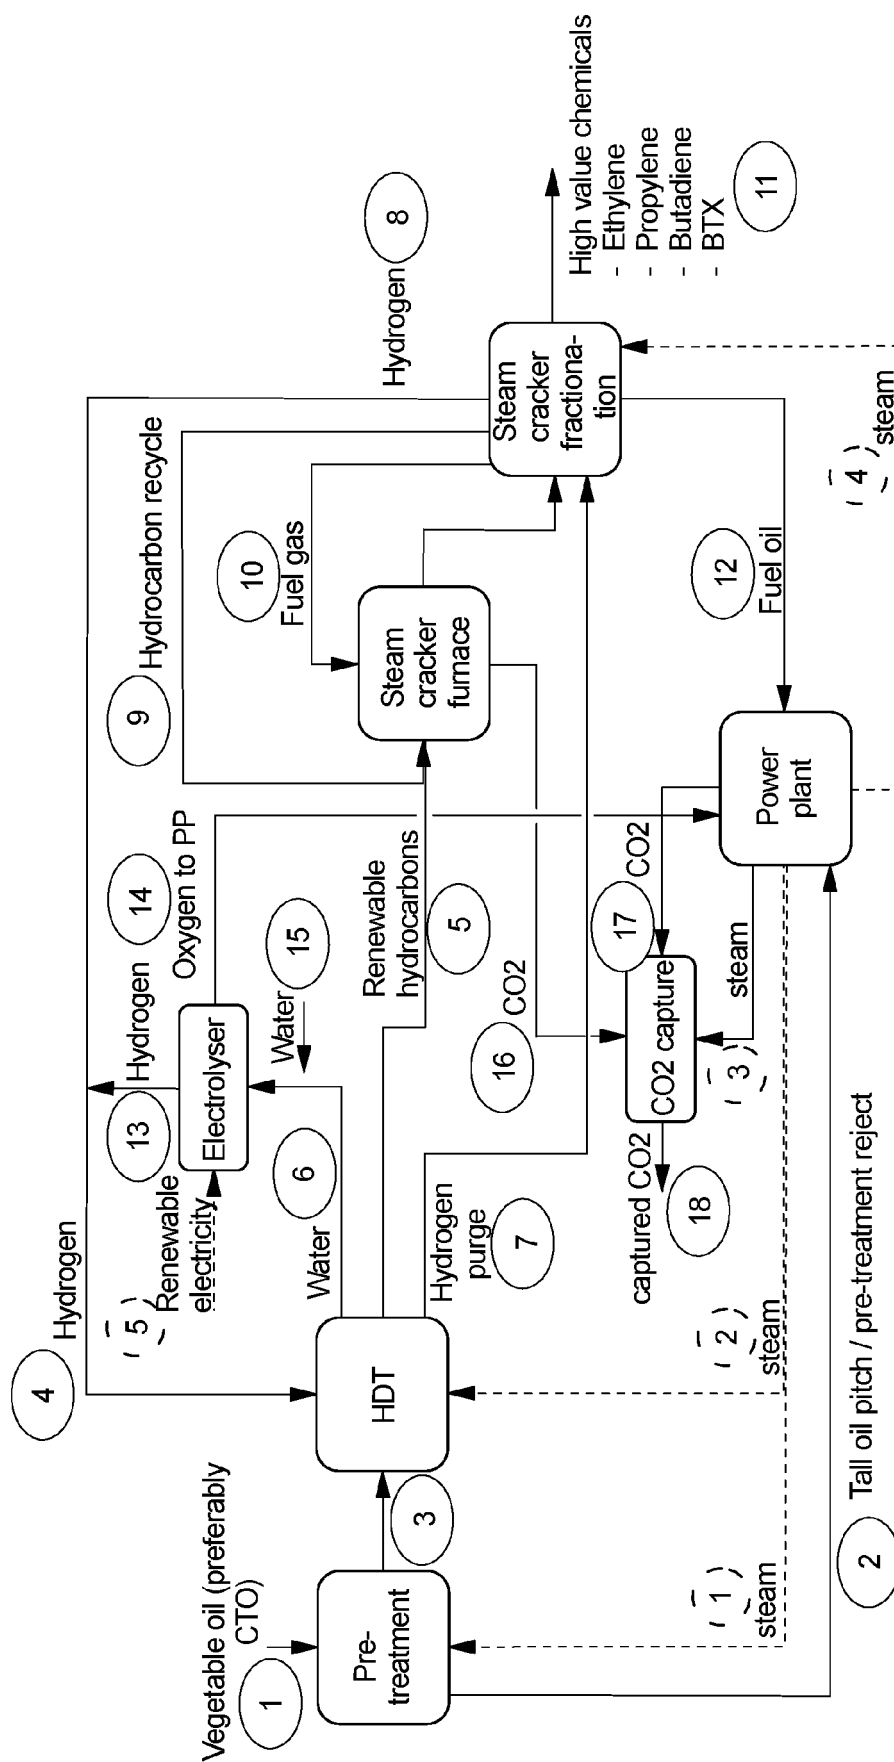 1
Vegetable oil (preferably
CTO)
Pre-
treatment
3
4
Hydrogen
HDT
5
Renewable
electricity
13
Hydrogen
Electrolyser
14
Oxygen to PP
6
Water
15
Water
Renewable
hydrocarbons
5
Hydrogen
purge
7
9
Hydrocarbon recycle
10
Fuel gas
Steam
cracker
furnace
Hydrogen
8
Steam
cracker
fractiona-
tion
High value chemicals
- Ethylene
- Propylene
- Butadiene
- BTX
11
16
CO2
17
CO2
CO2 capture
captured CO2
18
3
steam
Power
plant
12
Fuel oil
4
steam
2
steam
1
steam
2
Tall oil pitch / pre-treatment reject